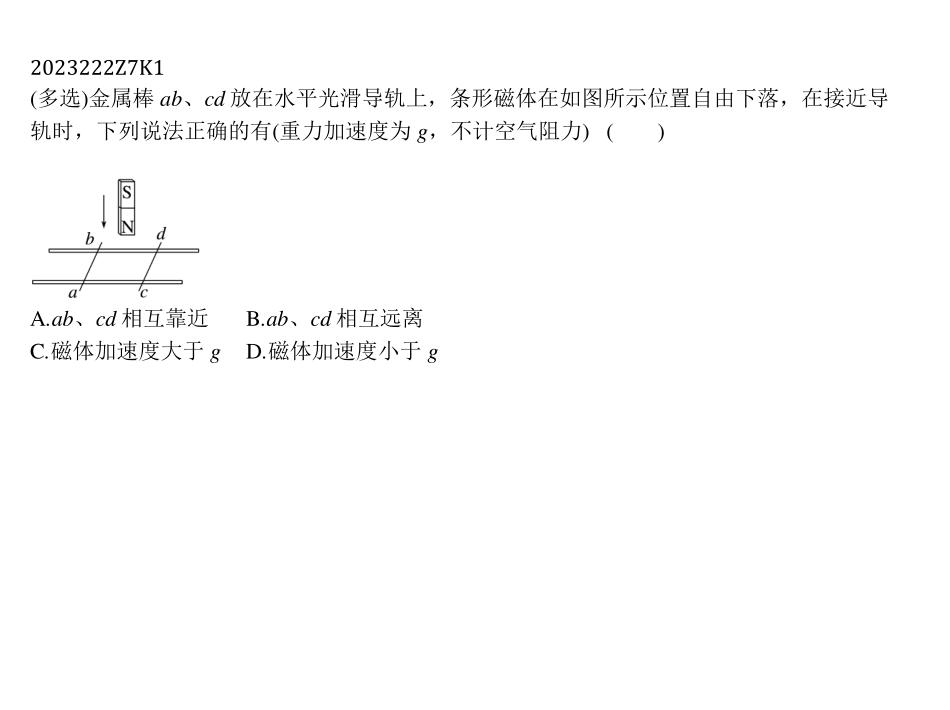 2023222Z7K1
(多选)金属棒 ab、cd 放在水平光滑导轨上，条形磁体在如图所示位置自由下落，在接近导
轨时，下列说法正确的有(重力加速度为 g，不计空气阻力) (　　)
S
N
b
d
a
c
A.ab、cd 相互靠近　B.ab、cd 相互远离
C.磁体加速度大于 g　D.磁体加速度小于 g